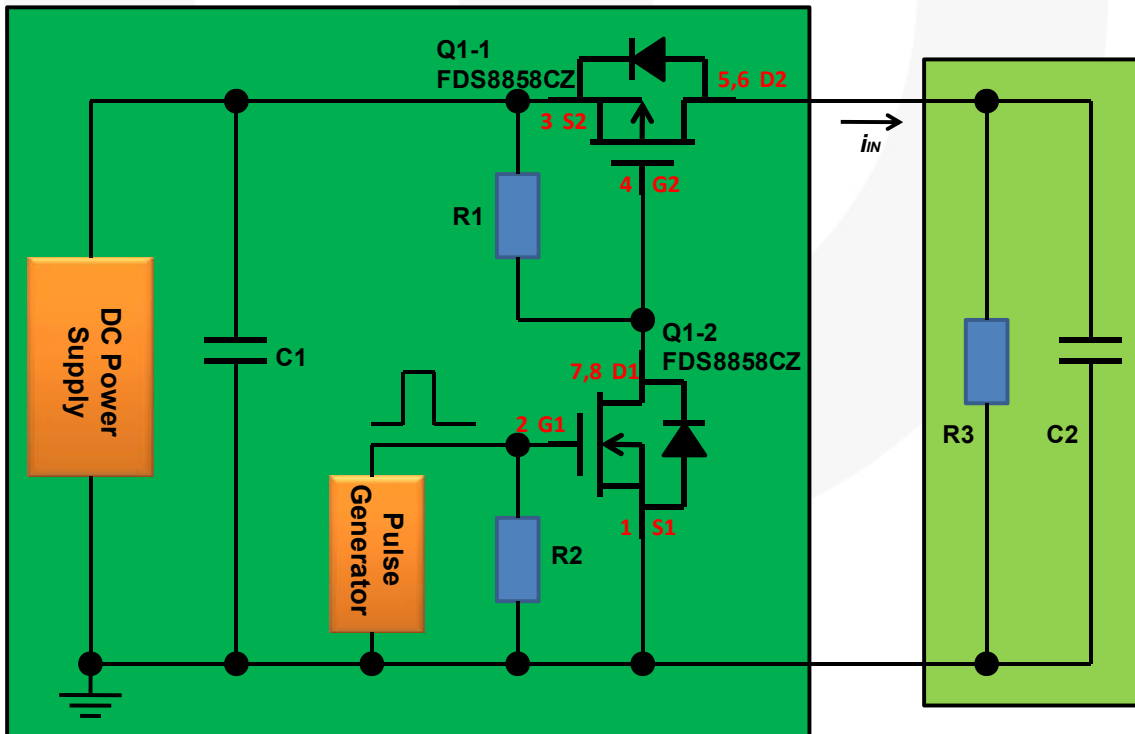 Q1-1
FDS8858CZ
5,6 D2
3 S2
iIN
4 G2
R1
DC Power
Supply
C1
Q1-2
FDS8858CZ
7,8 D1
2 G1
R3
C2
Pulse
Generator
R2
1 S1